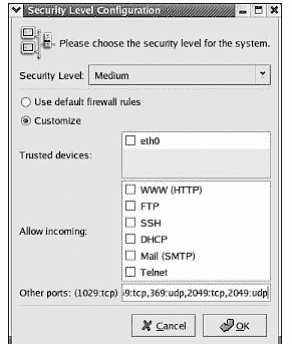 Security Level Configuration
Please choose the security level for the system.
Security Level: Medium
Use default firewall rules
Customize
Trusted devices:
eth0
Allow incoming:
WWW (HTTP)
FTP
SSH
DHCP
Mail (SMTP)
Telnet
Other ports: (1029:tcp) 9:tcp,369:udp,2049:tcp,2049:udp
Cancel
OK